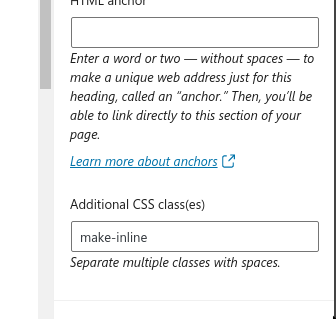 HTML anchor
Enter a word or two — without spaces — to
make a unique web address just for this
heading, called an “anchor.” Then, you’ll be
able to link directly to this section of your
page.
Learn more about anchors
Additional CSS class(es)
make-inline
Separate multiple classes with spaces.